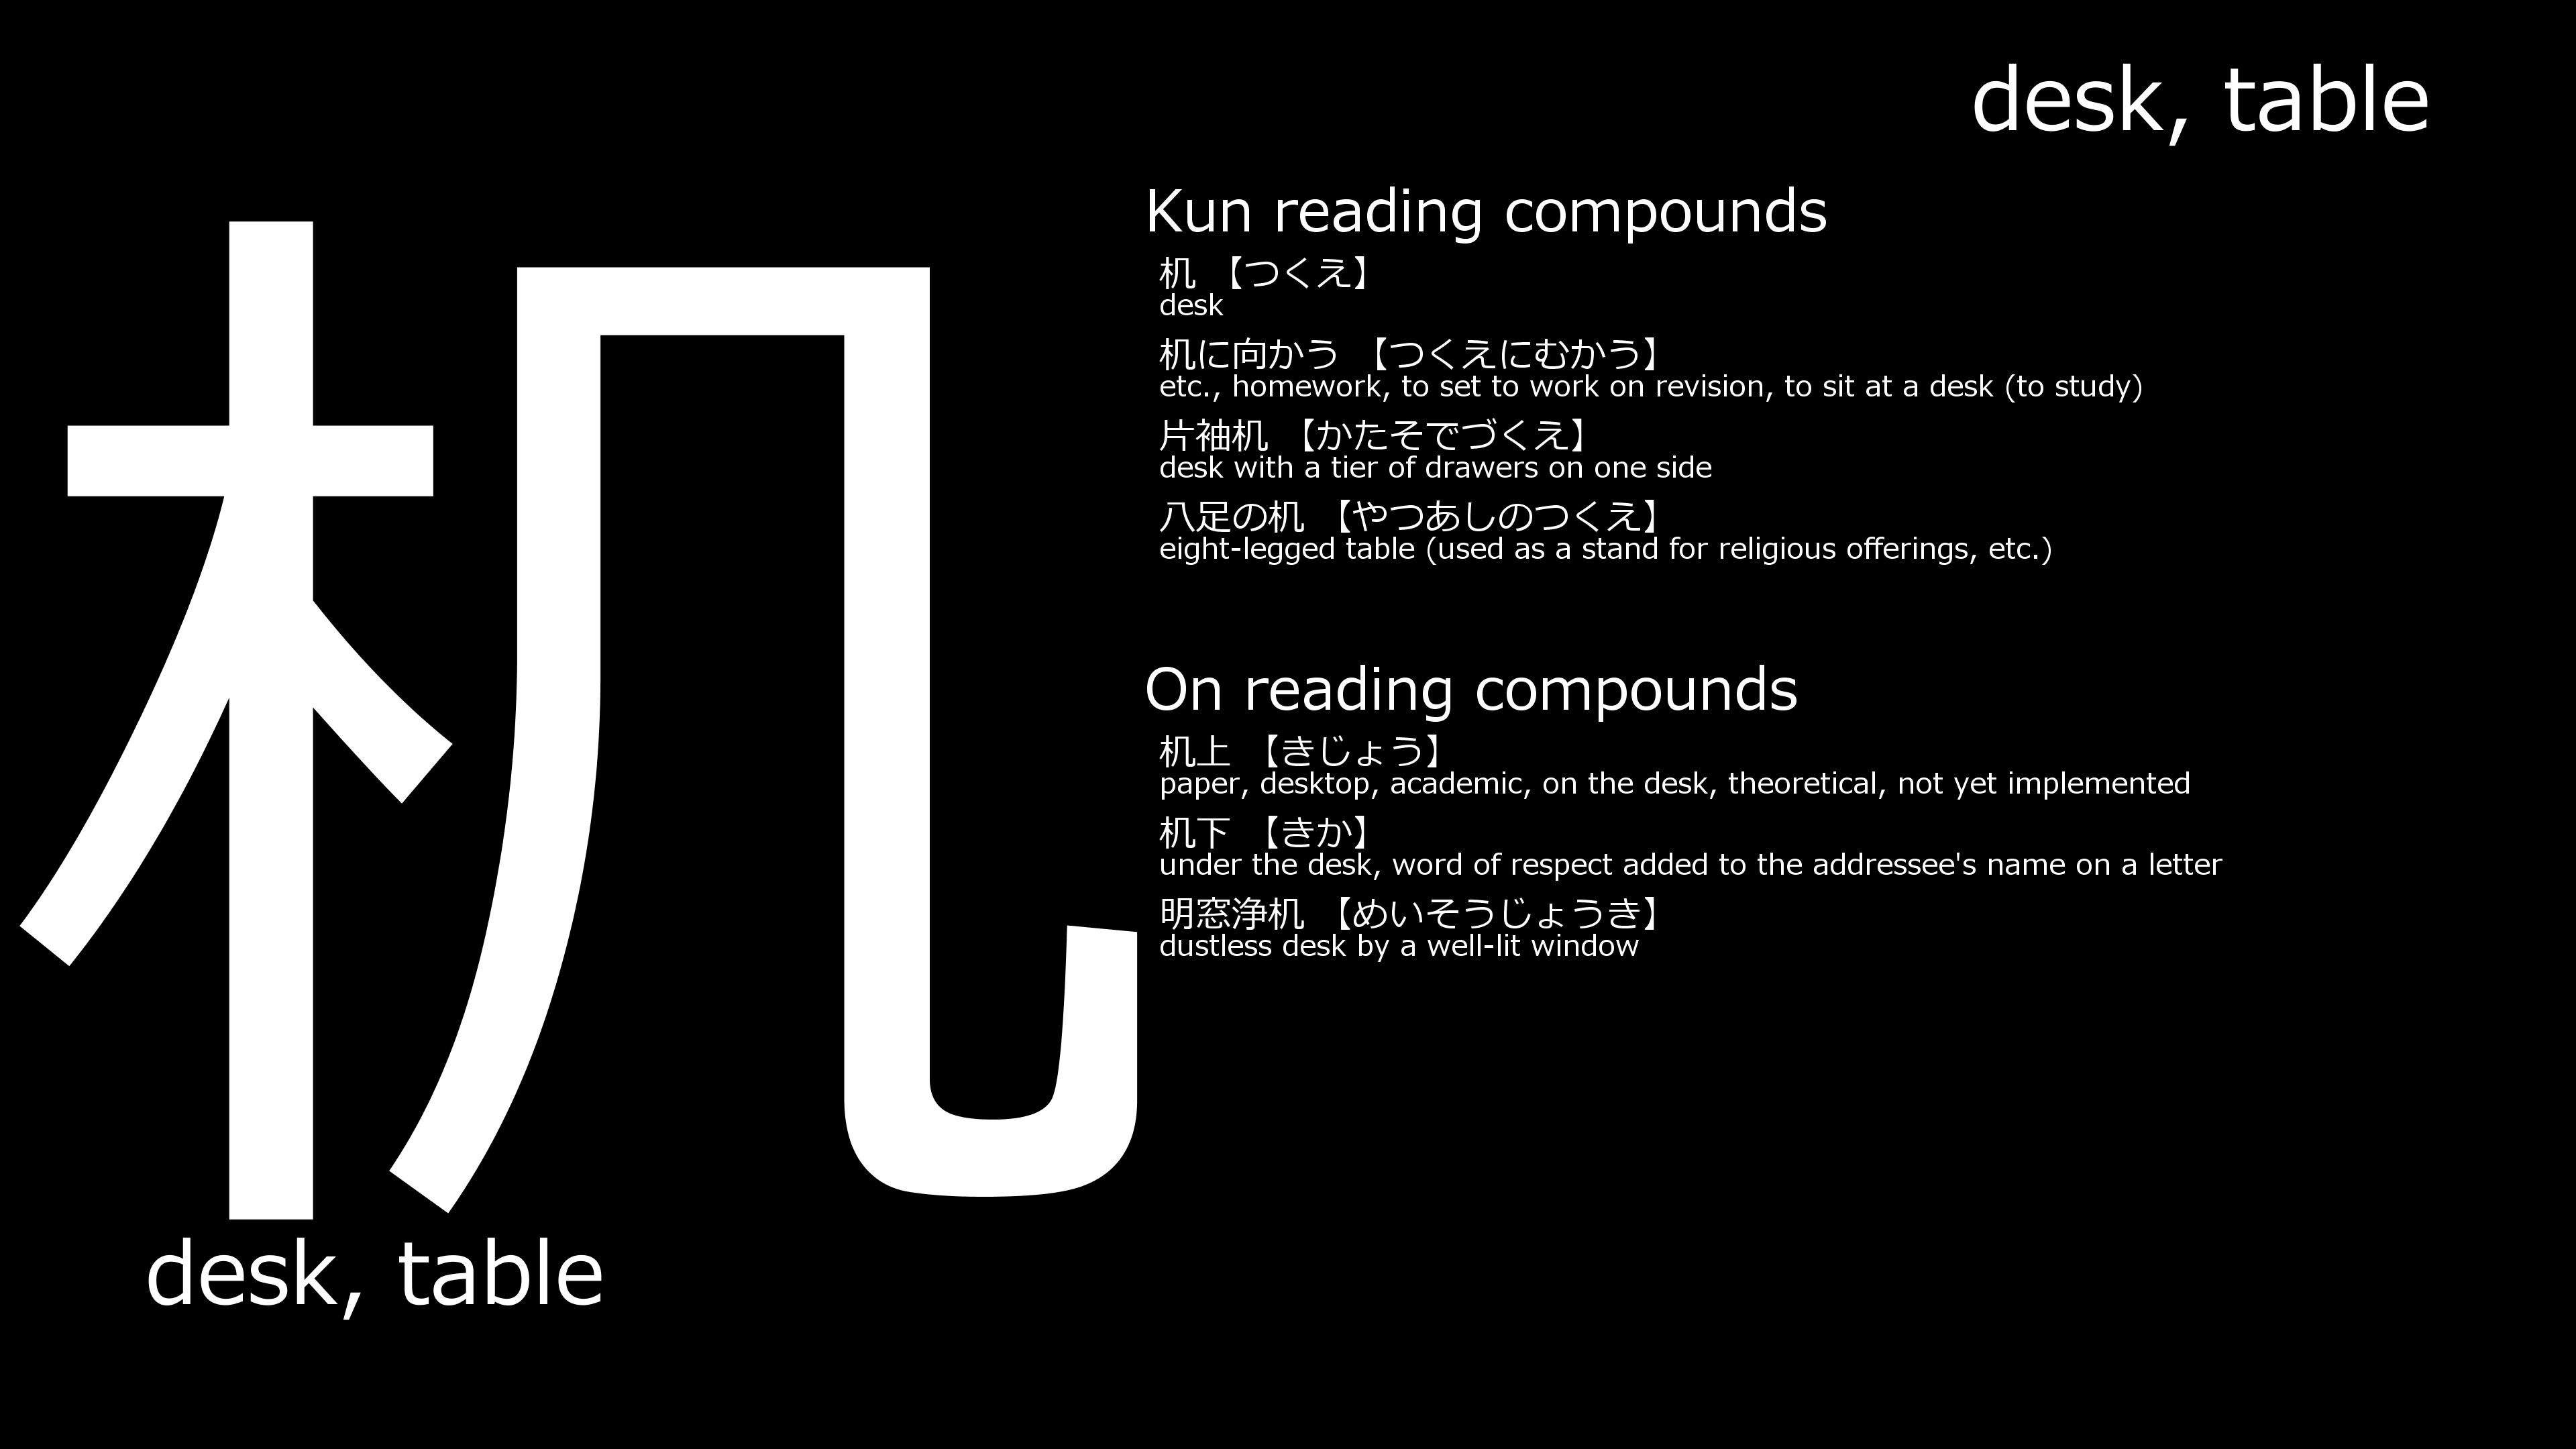 desk, table
机
desk, table
Kun reading compounds
机 【つくえ】
desk
机に向かう 【つくえにむかう】
etc., homework, to set to work on revision, to sit at a desk (to study)
片袖机 【かたそでづくえ】
desk with a tier of drawers on one side
八足の机 【やつあしのつくえ】
eight-legged table (used as a stand for religious offerings, etc.)
On reading compounds
机上 【きじょう】
paper, desktop, academic, on the desk, theoretical, not yet implemented
机下 【きか】
under the desk, word of respect added to the addressee's name on a letter
明窓浄机 【めいそうじょうき】
dustless desk by a well-lit window